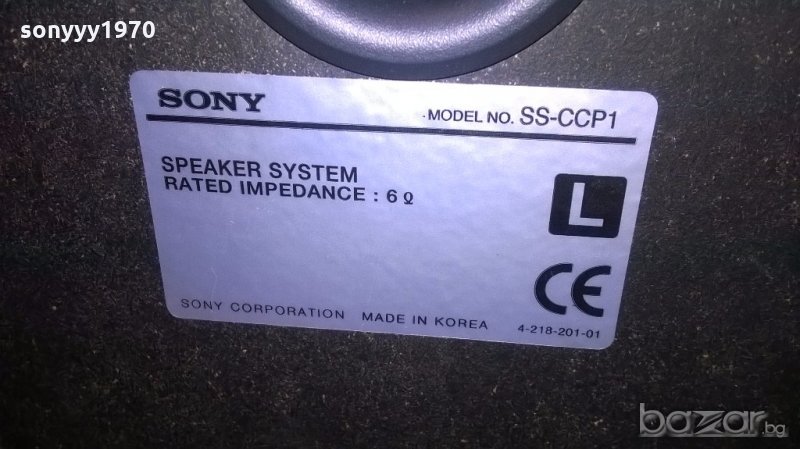 sonyyy1970
SONY
MODEL NO. SS-CCP1
SPEAKER SYSTEM
RATED IMPEDANCE : 6 Ω
L
CE
SONY CORPORATION MADE IN KOREA
4-218-201-01
bazar.bg